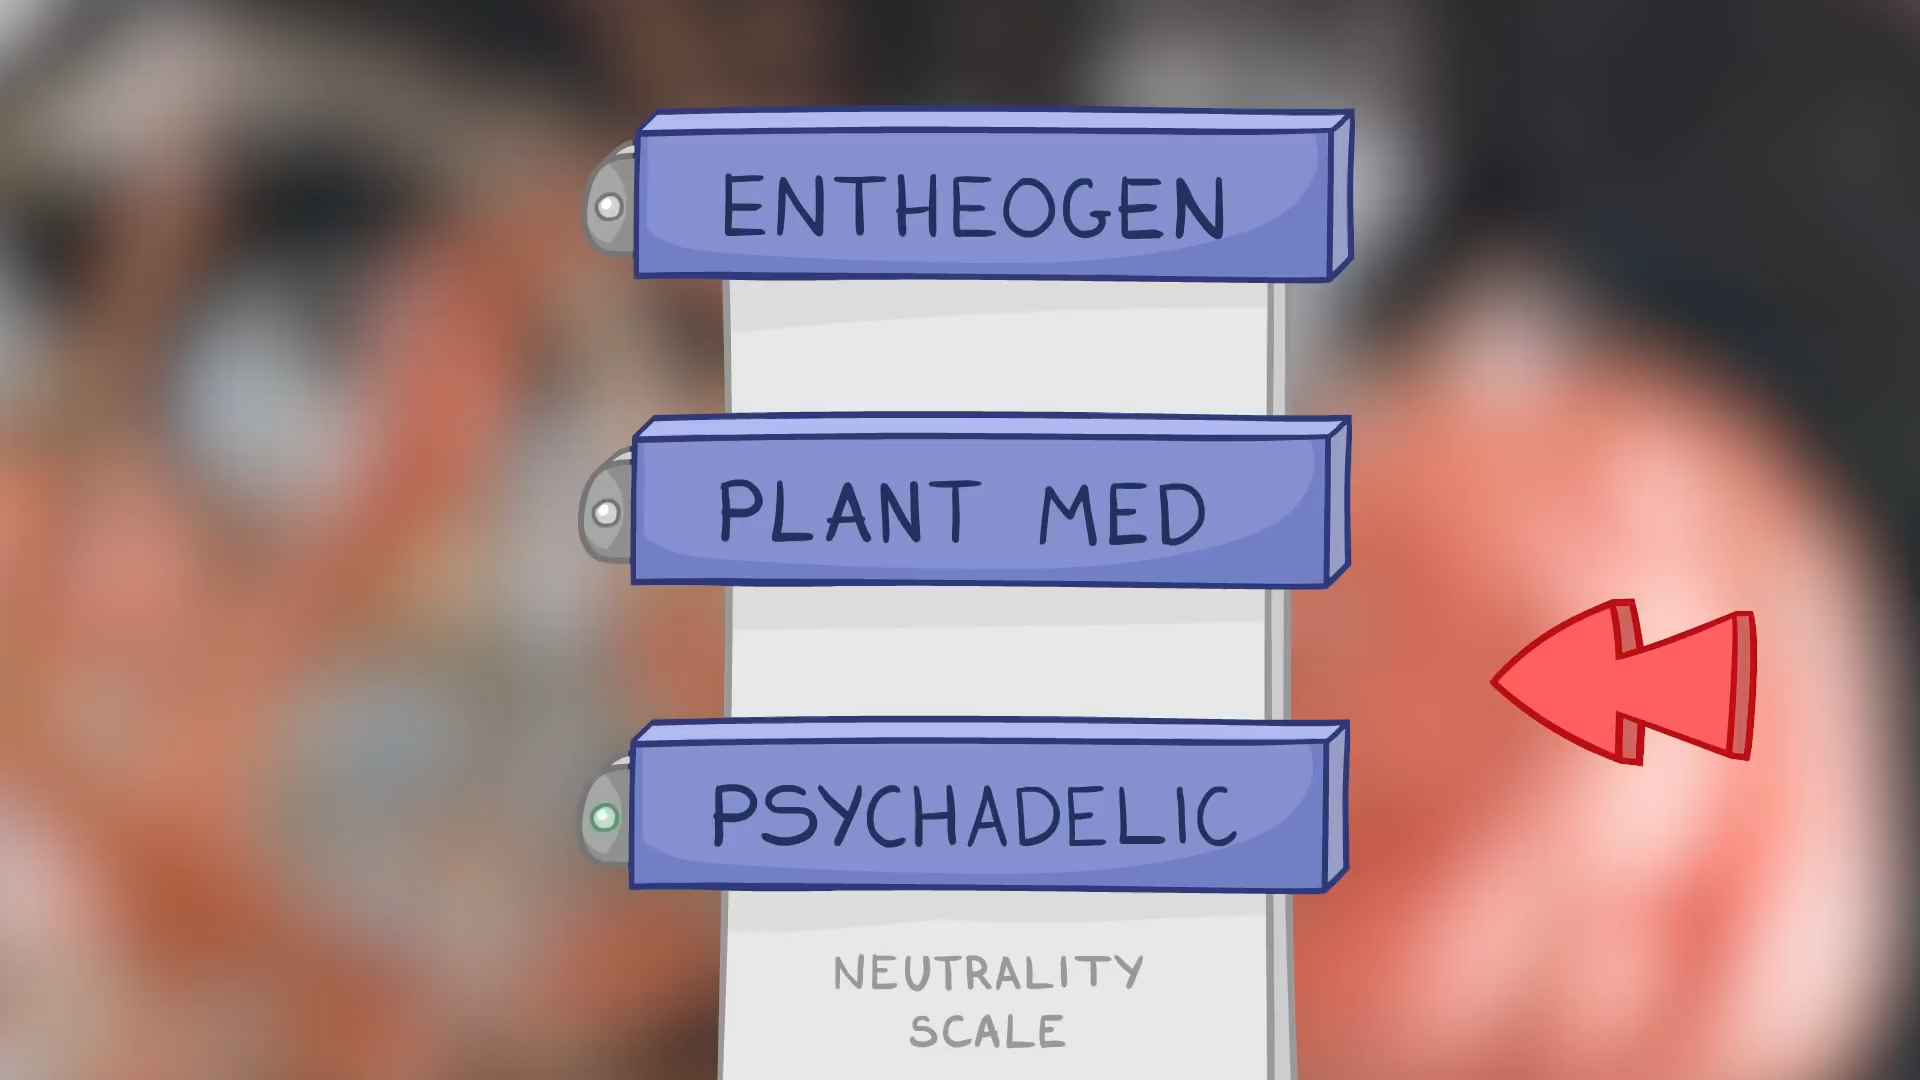 ENTHEOGEN
PLANT MED
PSYCHADELIC
NEUTRALITY
SCALE